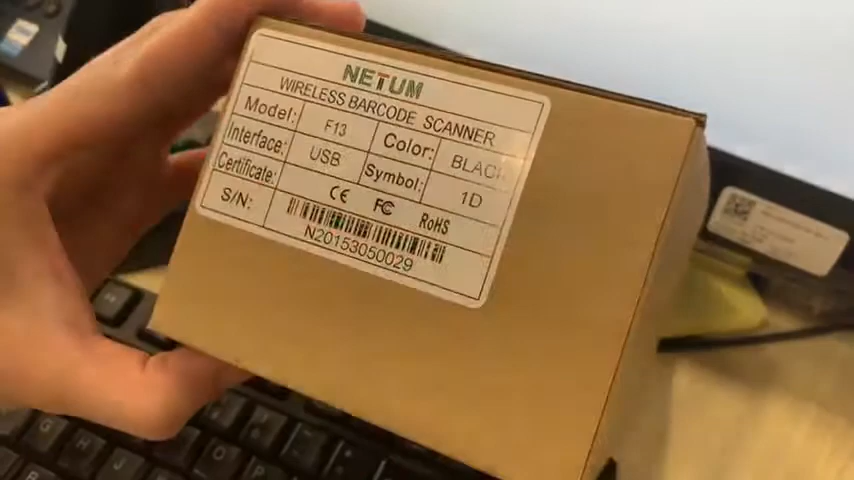 NETUM
WIRELESS BARCODE SCANNER
Model: F13 Color: BLACK
Interface: USB Symbol: 1D
Certificate: CE FC RoHS
S/N: N20153050029